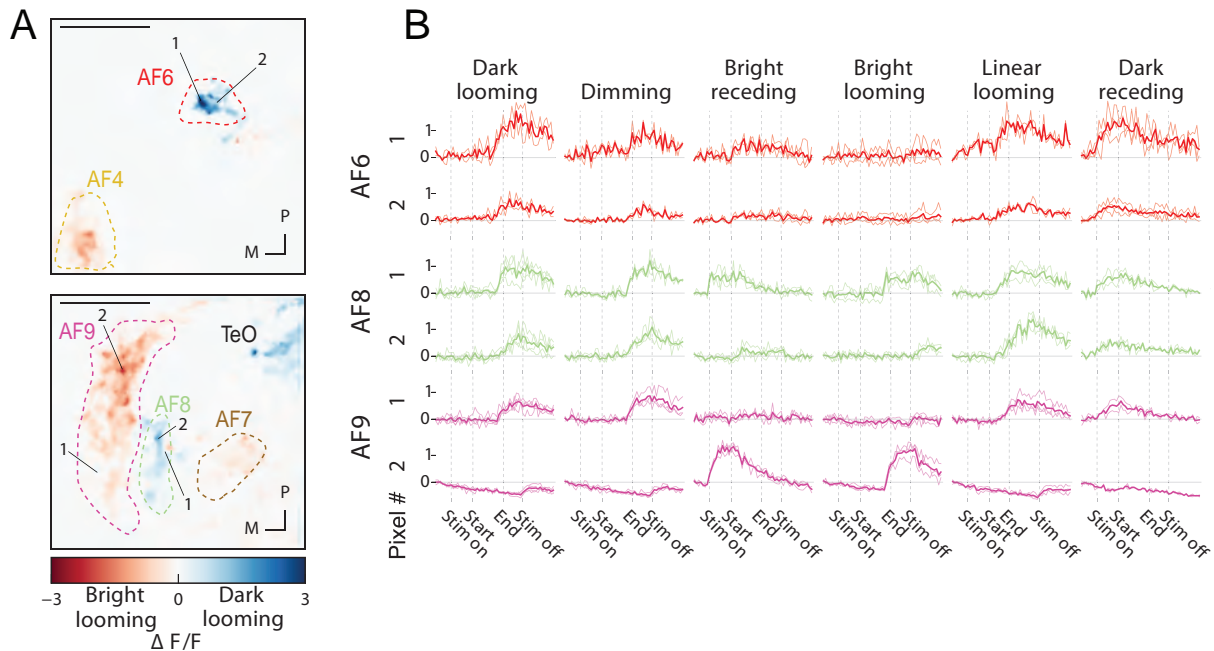 A
1
2
AF6
AF4
P
M
2
AF9
TeO
AF8
AF7
2
1
1
P
M
−3
Bright
looming
0
Dark
looming
3
Δ F/F
B
Dark
looming
Dimming
Bright
receding
Bright
looming
Linear
looming
Dark
receding
AF6
1
1
0
2
1
0
AF8
1
1
0
2
1
0
AF9
1
1
0
2
1
0
Pixel #
Stim on
Start
End
Stim off
Stim on
Start
End
Stim off
Stim on
Start
End
Stim off
Stim on
Start
End
Stim off
Stim on
Start
End
Stim off
Stim on
Start
End
Stim off